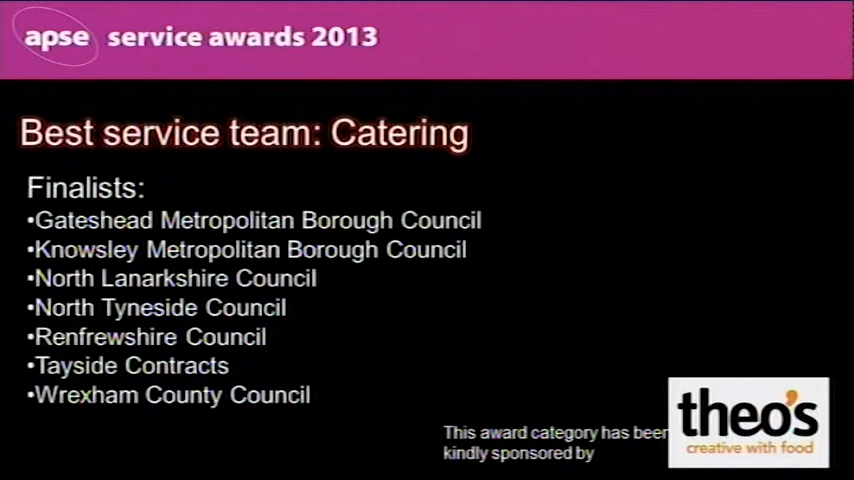 apse service awards 2013
Best service team: Catering
Finalists:
•Gateshead Metropolitan Borough Council
•Knowsley Metropolitan Borough Council
•North Lanarkshire Council
•North Tyneside Council
•Renfrewshire Council
•Tayside Contracts
•Wrexham County Council
This award category has been
kindly sponsored by
theo's
creative with food